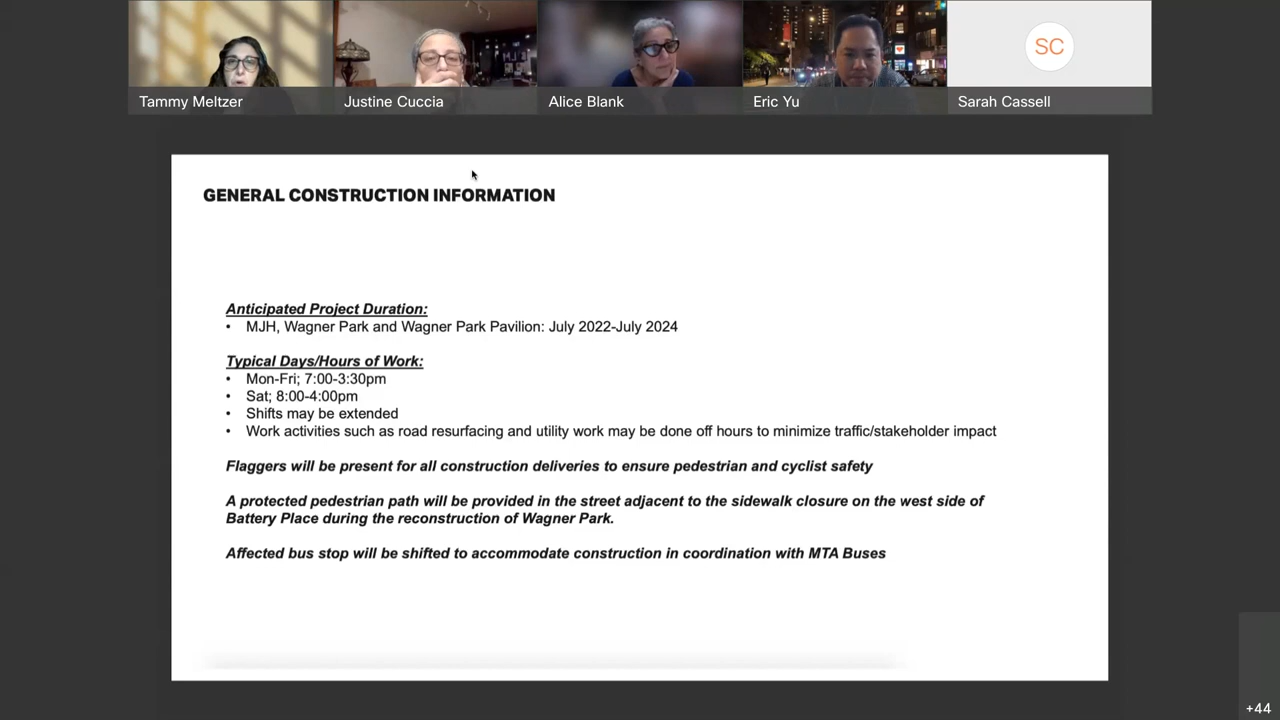 Tammy Meltzer
Justine Cuccia
Alice Blank
Eric Yu
SC
Sarah Cassell
GENERAL CONSTRUCTION INFORMATION
Anticipated Project Duration:
• MJH, Wagner Park and Wagner Park Pavilion: July 2022-July 2024
Typical Days/Hours of Work:
• Mon-Fri; 7:00-3:30pm
• Sat; 8:00-4:00pm
• Shifts may be extended
• Work activities such as road resurfacing and utility work may be done off hours to minimize traffic/stakeholder impact
Flaggers will be present for all construction deliveries to ensure pedestrian and cyclist safety
A protected pedestrian path will be provided in the street adjacent to the sidewalk closure on the west side of
Battery Place during the reconstruction of Wagner Park.
Affected bus stop will be shifted to accommodate construction in coordination with MTA Buses
+44